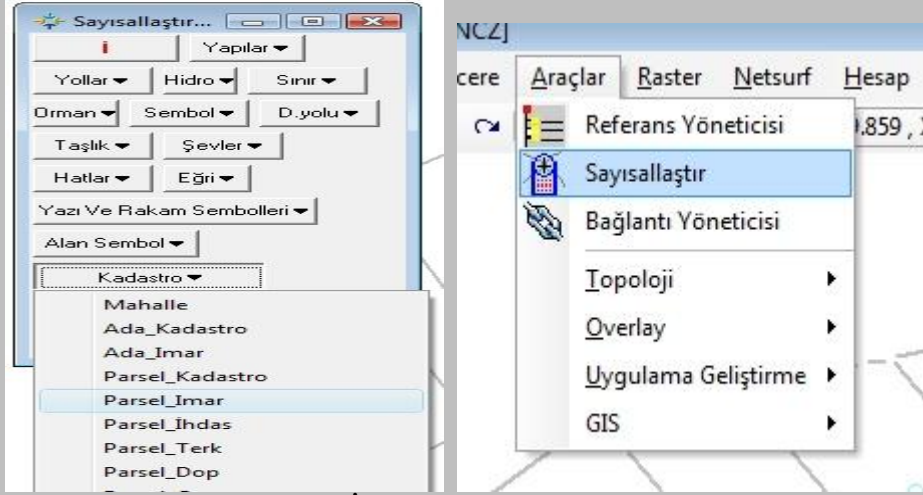 Sayısallaştır...
i Yapılar
Yollar Hidro Sınır
Orman Sembol D.yolu
Taşlık Şevler
Hatlar Eğri
Yazı Ve Rakam Sembolleri
Alan Sembol
Kadastro
Mahalle
Ada_Kadastro
Ada_Imar
Parsel_Kadastro
Parsel_Imar
Parsel_İhdas
Parsel_Terk
Parsel_Dop
NCZ]
cere Araçlar Raster Netsurf Hesap
Referans Yöneticisi
.859 ,
Sayısallaştır
Bağlantı Yöneticisi
Topoloji
Overlay
Uygulama Geliştirme
GIS